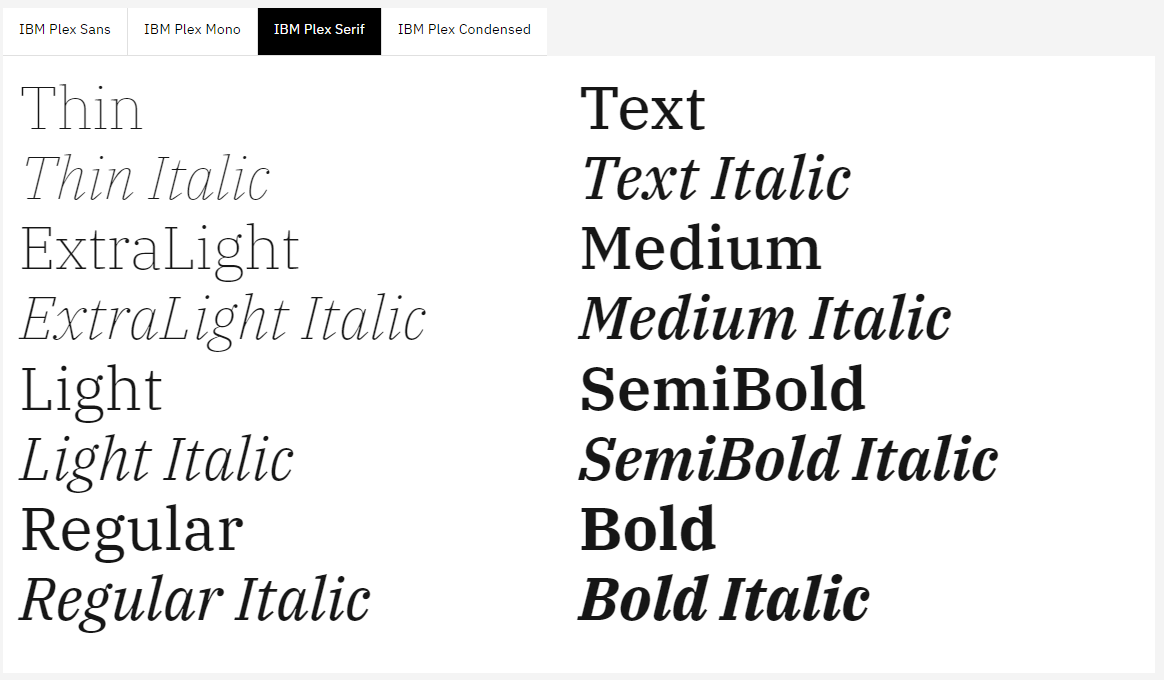 IBM Plex Sans IBM Plex Mono IBM Plex Serif IBM Plex Condensed
Thin
Thin Italic
ExtraLight
ExtraLight Italic
Light
Light Italic
Regular
Regular Italic
Text
Text Italic
Medium
Medium Italic
SemiBold
SemiBold Italic
Bold
Bold Italic